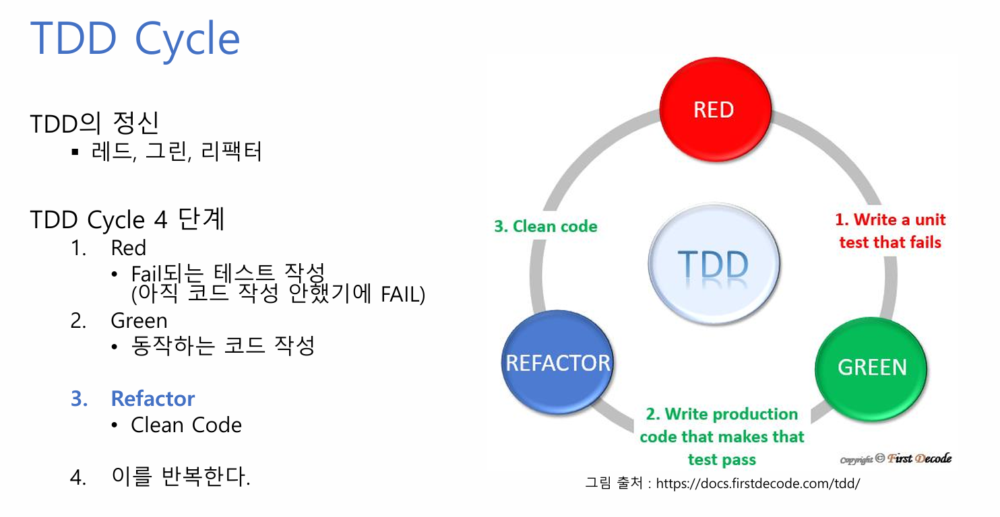 TDD Cycle
TDD의 정신
▪ 레드, 그린, 리팩터
TDD Cycle 4 단계
1. Red
• Fail되는 테스트 작성
(아직 코드 작성 안했기에 FAIL)
2. Green
• 동작하는 코드 작성
3. Refactor
• Clean Code
4. 이를 반복한다.
RED
3. Clean code
1. Write a unit
test that fails
TDD
REFACTOR
GREEN
2. Write production
code that makes that
test pass
Copyright © First Decode
그림 출처 : https://docs.firstdecode.com/tdd/